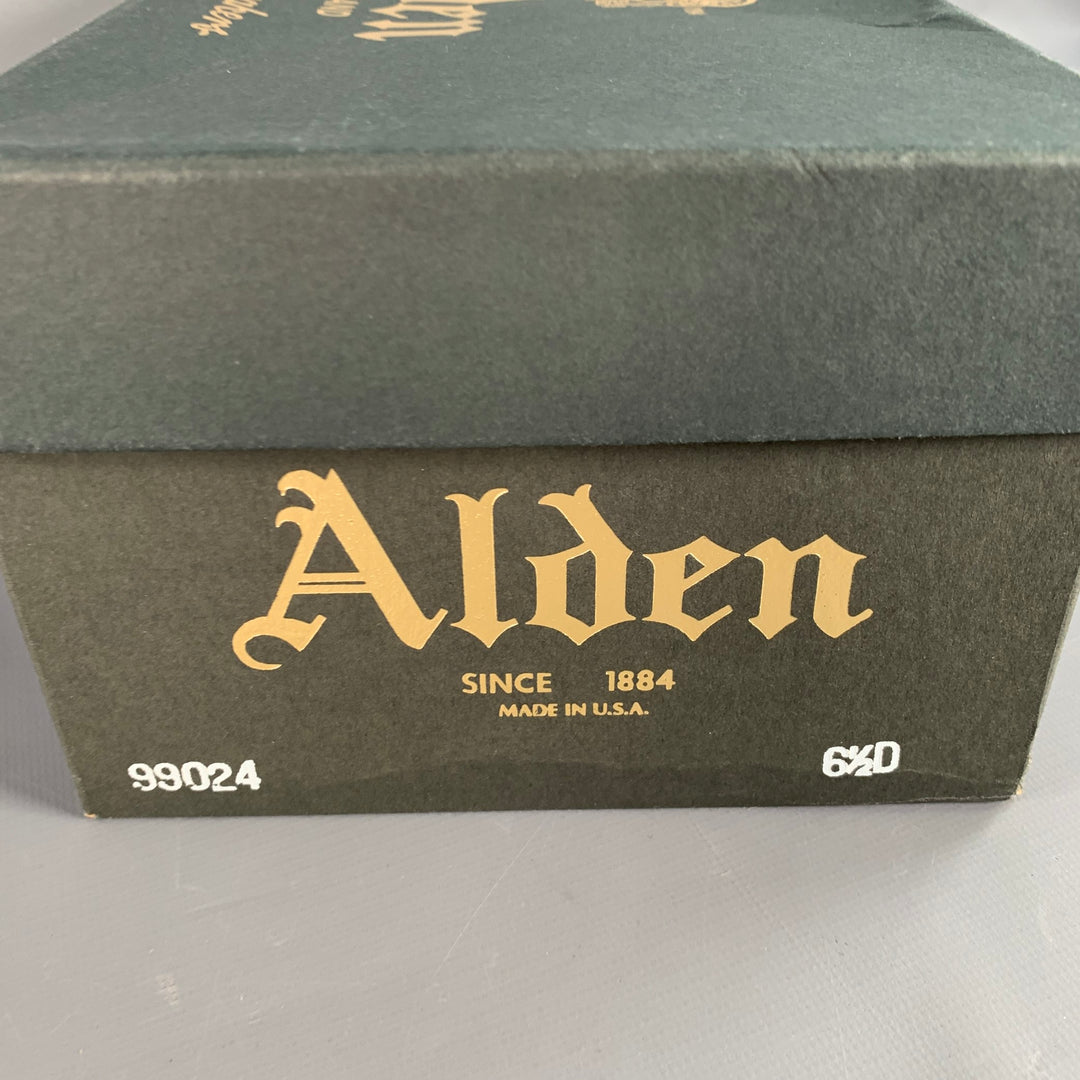 Alden
SINCE 1884
MADE IN U.S.A.
99024 6½D